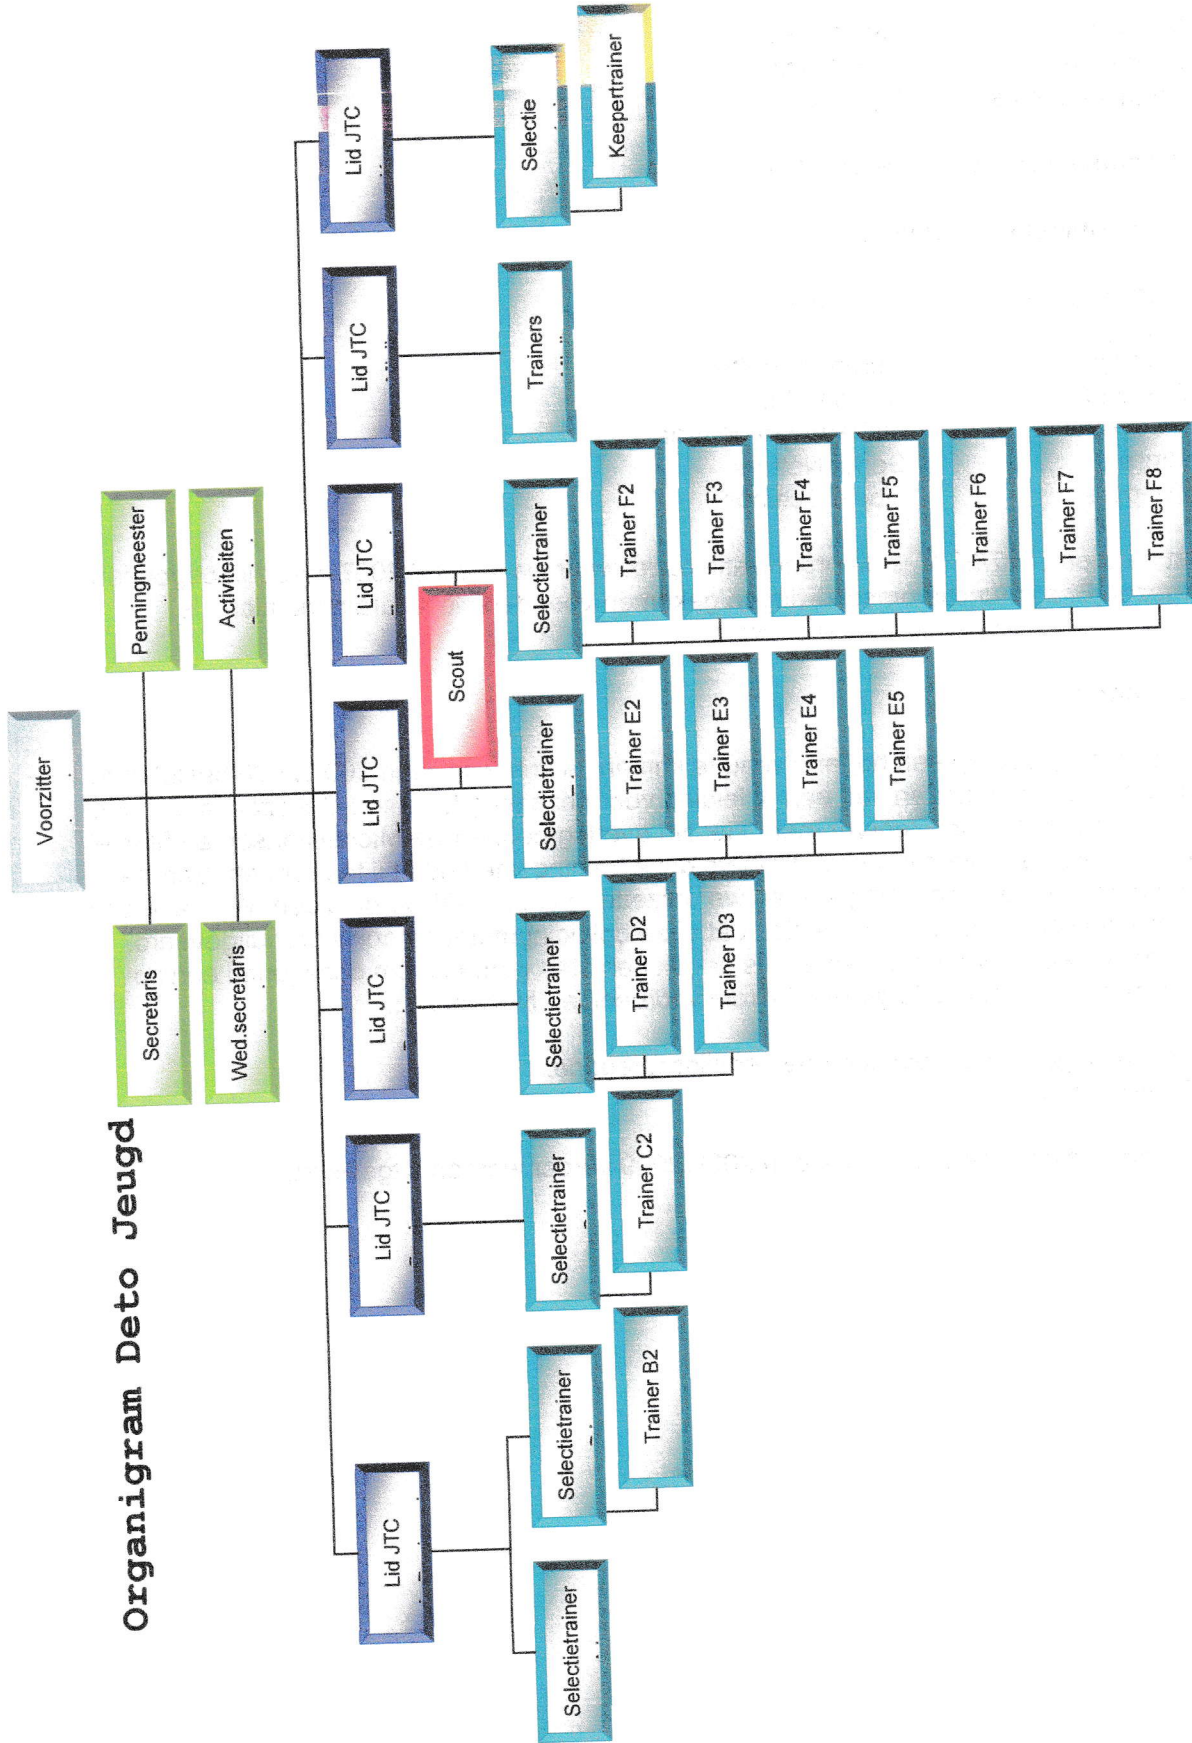 Organigram Deto Jeugd
Voorzitter
Secretaris
Penningmeester
Wed.secretaris
Activiteiten
Lid JTC
Lid JTC
Lid JTC
Lid JTC
Lid JTC
Lid JTC
Lid JTC
Scout
Selectietrainer
Selectietrainer
Selectietrainer
Selectietrainer
Selectietrainer
Selectietrainer
Trainers
Selectie
Trainer B2
Trainer C2
Trainer D2
Trainer D3
Trainer E2
Trainer E3
Trainer E4
Trainer E5
Trainer F2
Trainer F3
Trainer F4
Trainer F5
Trainer F6
Trainer F7
Trainer F8
Keepertrainer